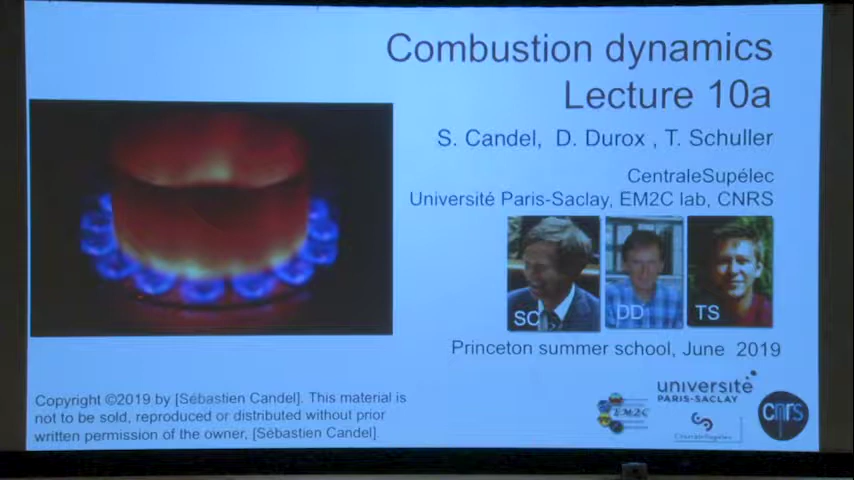 Combustion dynamics
Lecture 10a
S. Candel, D. Durox , T. Schuller
CentraleSupélec
Université Paris-Saclay, EM2C lab, CNRS
SC
DD
TS
Princeton summer school, June 2019
Copyright ©2019 by [Sébastien Candel]. This material is
not to be sold, reproduced or distributed without prior
written permission of the owner, [Sébastien Candel].
EM2C
université
PARIS-SACLAY
CentraleSupélec
cnrs